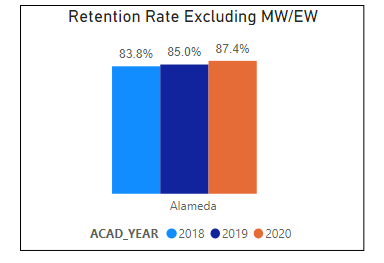 Retention Rate Excluding MW/EW
83.8% 85.0% 87.4%
Alameda
ACAD_YEAR 2018 2019 2020